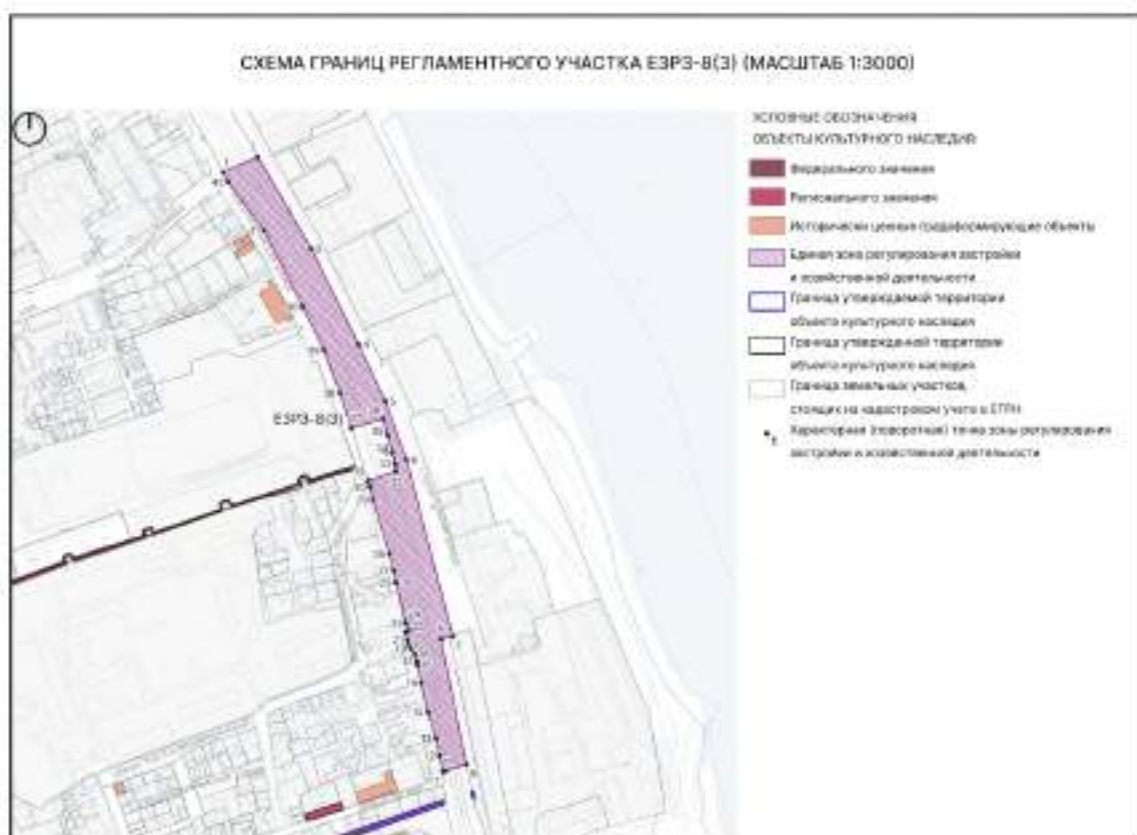 СХЕМА ГРАНИЦ РЕГЛАМЕНТНОГО УЧАСТКА ЕЗРЗ-8(3) (МАСШТАБ 1:3000)
УСЛОВНЫЕ ОБОЗНАЧЕНИЯ
ОБЪЕКТЫ КУЛЬТУРНОГО НАСЛЕДИЯ:
Федерального значения
Регионального значения
Исторически ценные градоформирующие объекты
Единая зона регулирования застройки
и хозяйственной деятельности
Граница утверждаемой территории
объекта культурного наследия
Граница утвержденной территории
объекта культурного наследия
Граница земельных участков,
стоящих на кадастровом учете в ЕГРН
Характерная (поворотная) точка зоны регулирования
застройки и хозяйственной деятельности
ЕЗРЗ-8(3)